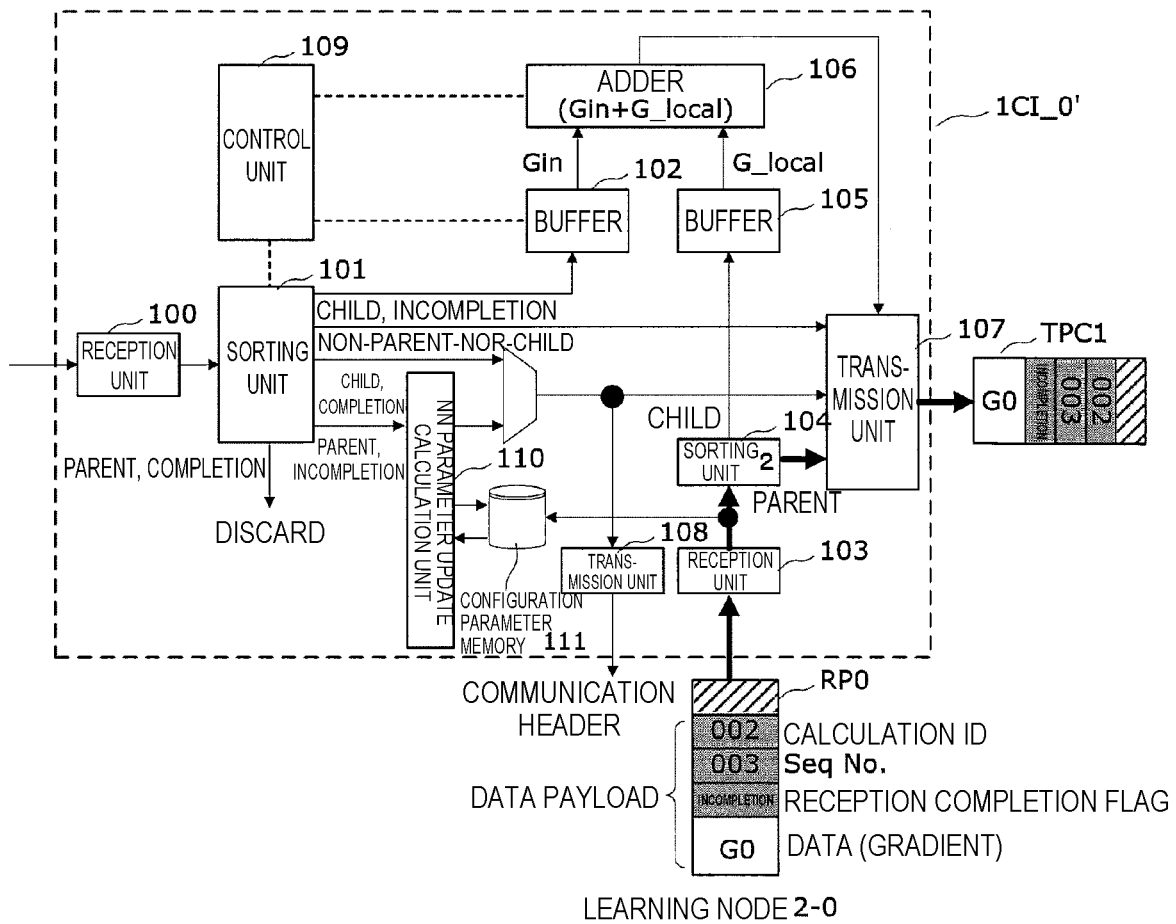 109
106
ADDER
(Gin+G_local)
1CI_0'
CONTROL
UNIT
Gin
102
G_local
105
BUFFER
BUFFER
101
CHILD, INCOMPLETION
100
107
TPC1
RECEPTION
UNIT
SORTING
UNIT
NON-PARENT-NOR-CHILD
TRANS-
MISSION
UNIT
G0
INCOMPLETION
003
002
CHILD,
COMPLETION
PARENT,
INCOMPLETION
NN PARAMETER UPDATE
CALCULATION UNIT
CHILD
104
SORTING
UNIT
2
PARENT
PARENT, COMPLETION
110
DISCARD
108
103
TRANS-
MISSION UNIT
RECEPTION
UNIT
CONFIGURATION
PARAMETER
MEMORY 111
COMMUNICATION
HEADER
RP0
002
CALCULATION ID
003
Seq No.
DATA PAYLOAD
INCOMPLETION
RECEPTION COMPLETION FLAG
G0
DATA (GRADIENT)
LEARNING NODE 2-0